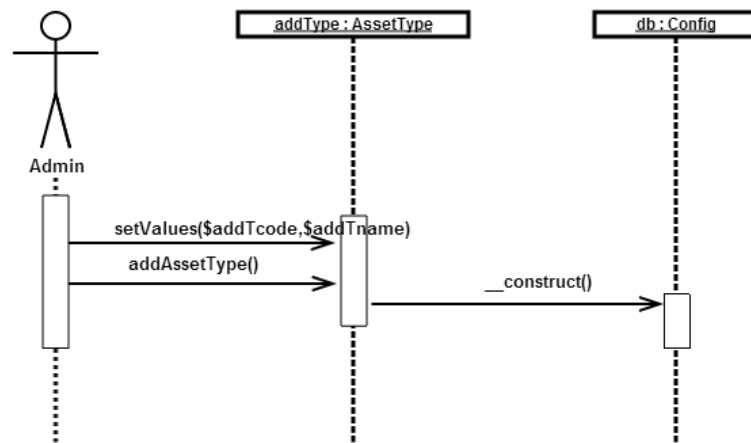 addType : AssetType
db : Config
Admin
setValues($addTcode,$addTname)
addAssetType()
__construct()